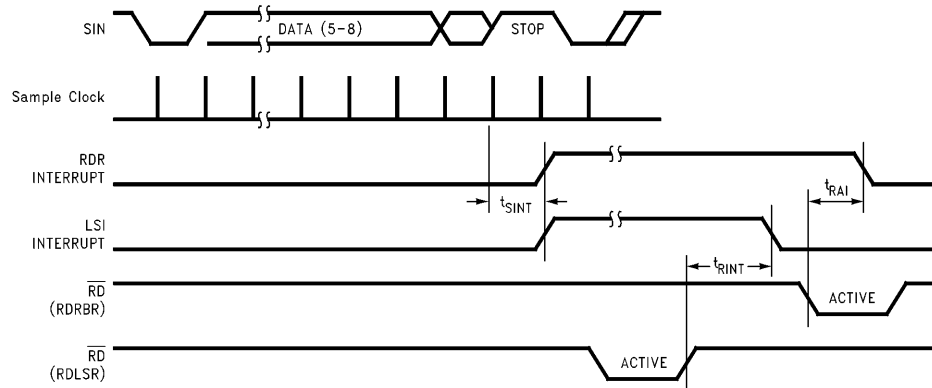 SIN
DATA (5-8)
STOP
Sample Clock
RDR
INTERRUPT
tRAI
tSINT
LSI
INTERRUPT
tRINT
RD
(RDRBR)
ACTIVE
RD
(RDLSR)
ACTIVE